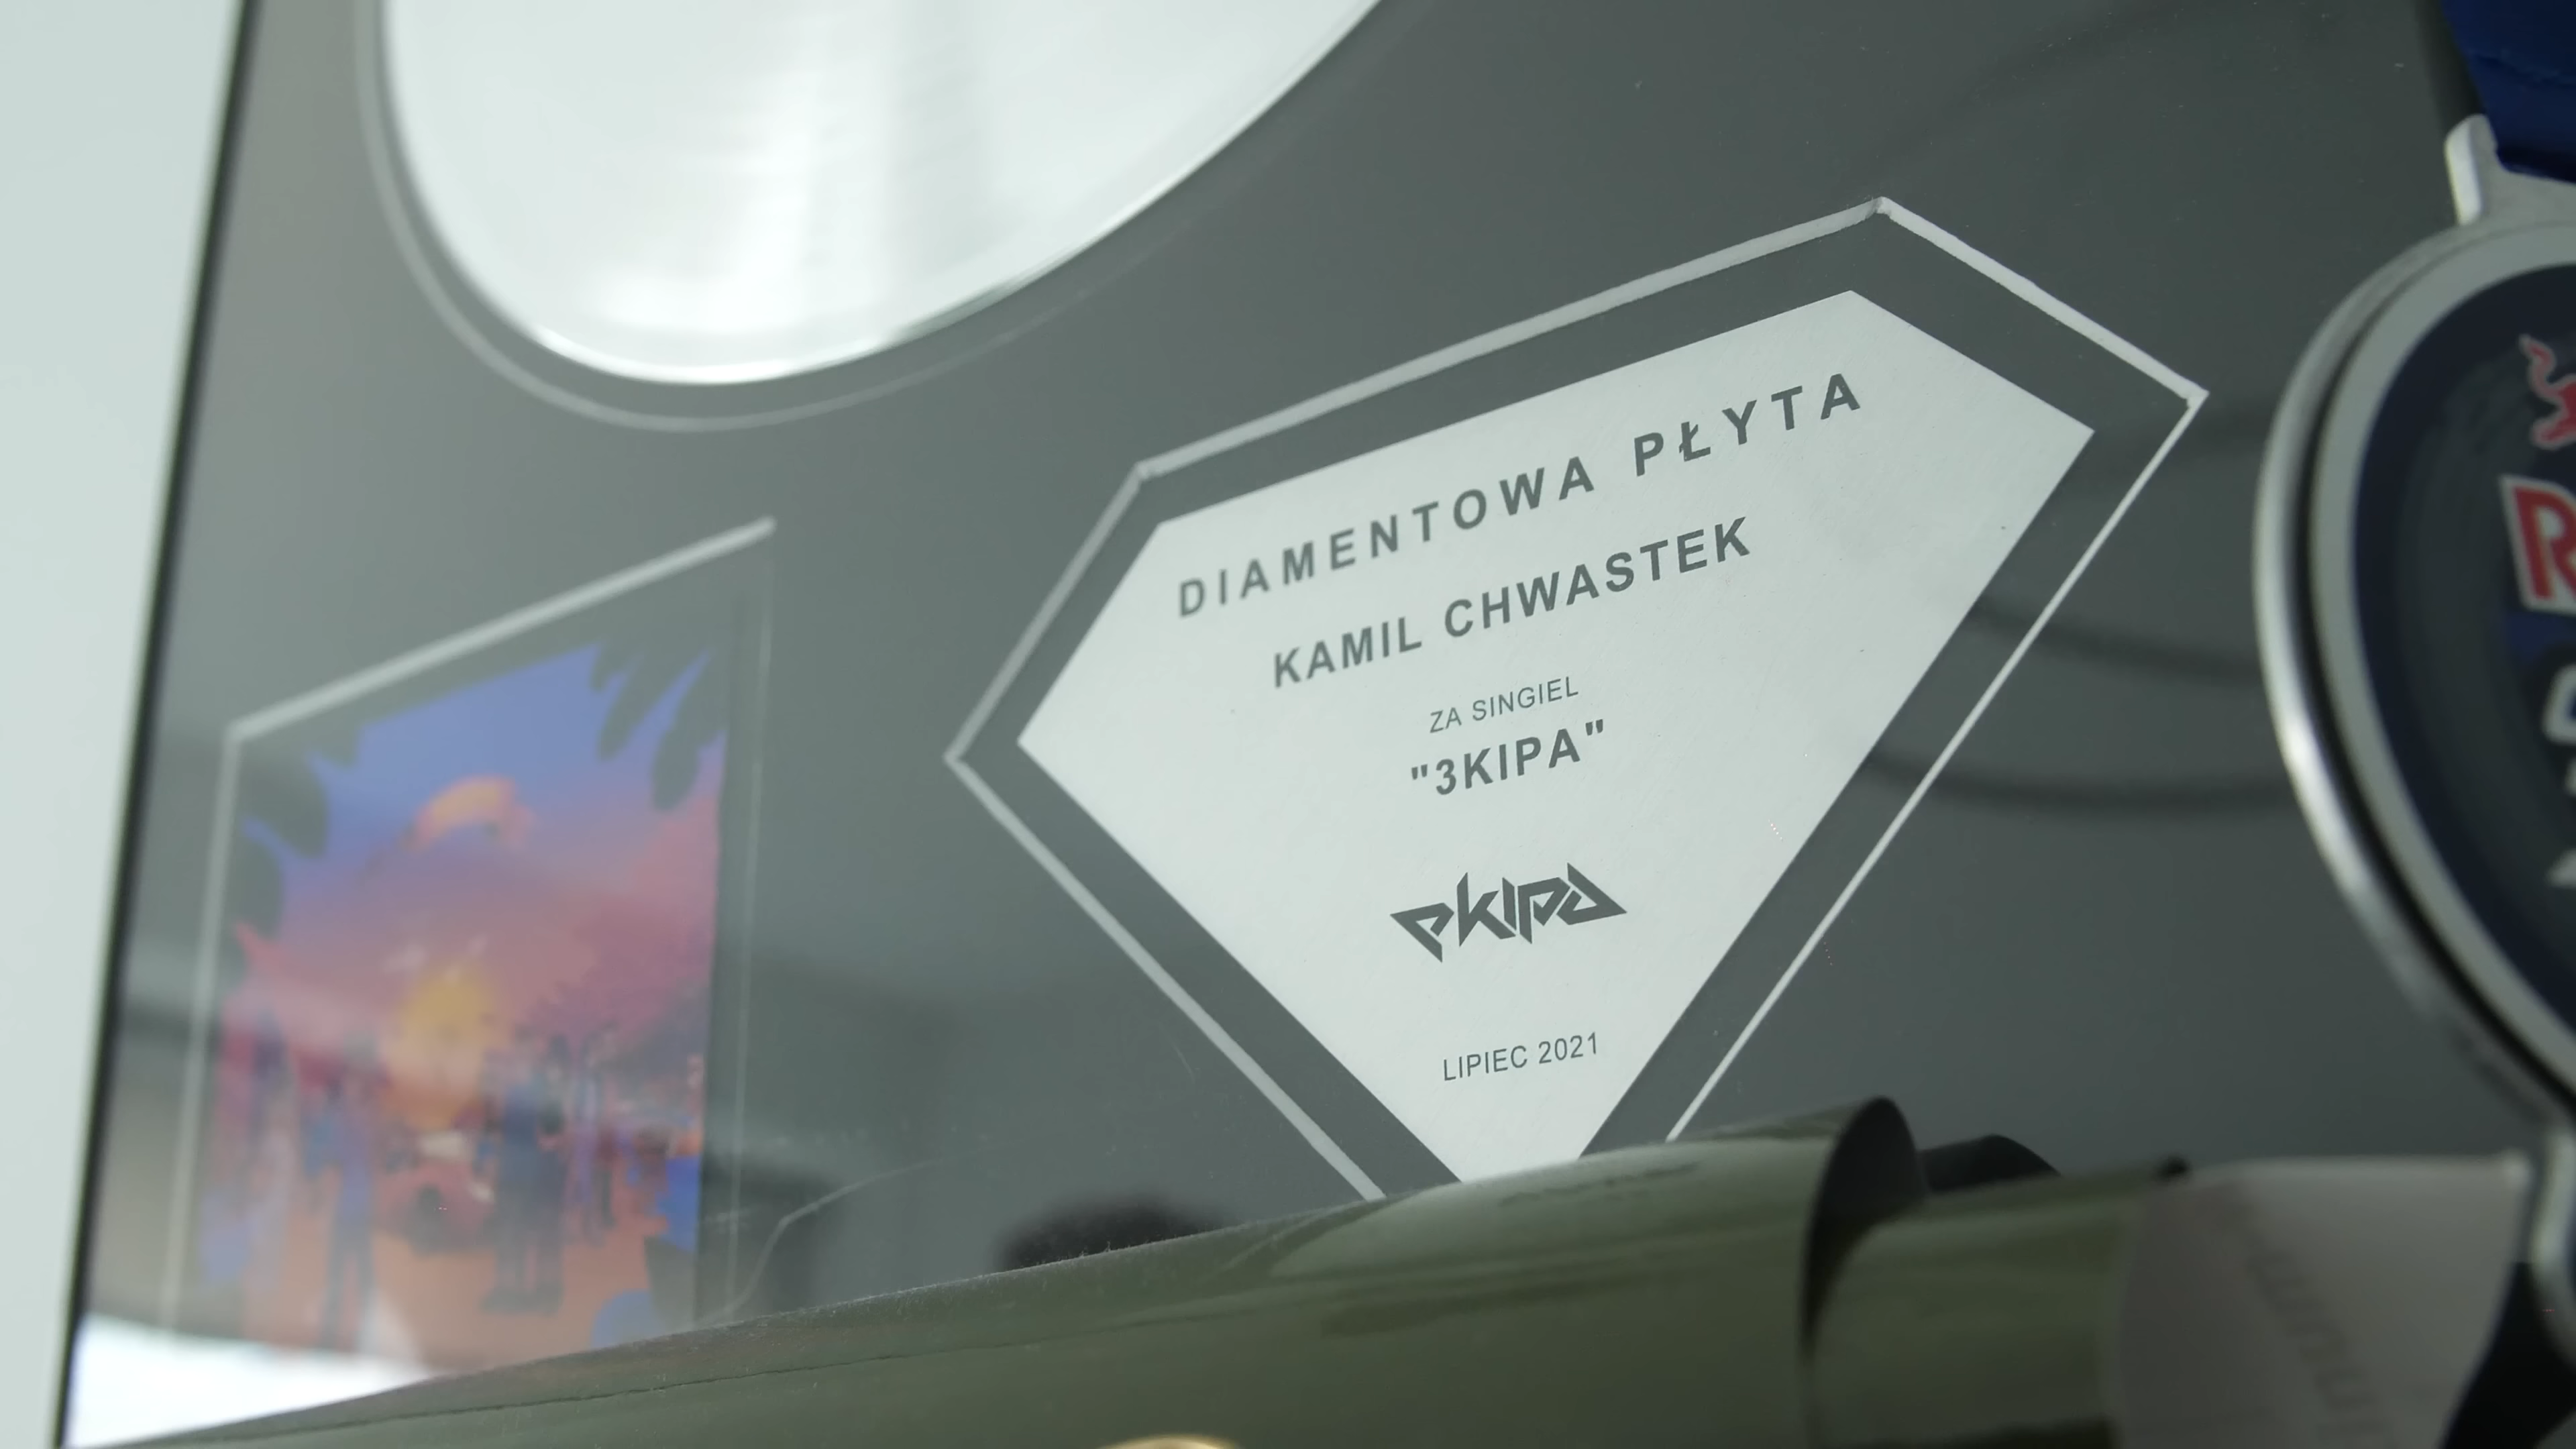 DIAMENTOWA PŁYTA
KAMIL CHWASTEK
ZA SINGIEL
"3KIPA"
ekipa
LIPIEC 2021